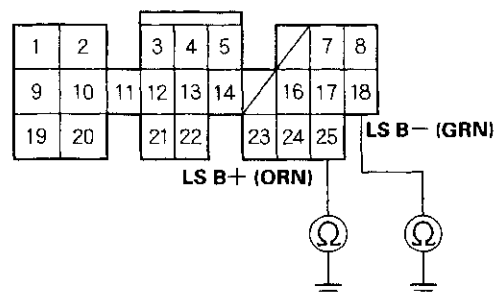 1 2 3 4 5 7 8
9 10 11 12 13 14 16 17 18
19 20 21 22 23 24 25
LS B− (GRN)
LS B+ (ORN)
Ω Ω